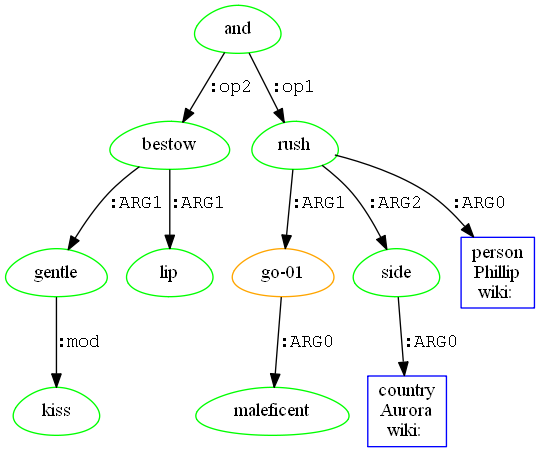 and
:op2 :op1
bestow rush
:ARG1 :ARG1 :ARG1 :ARG2 :ARG0
gentle lip go-01 side person
Phillip
wiki:
:mod :ARG0 :ARG0
kiss maleficent country
Aurora
wiki: